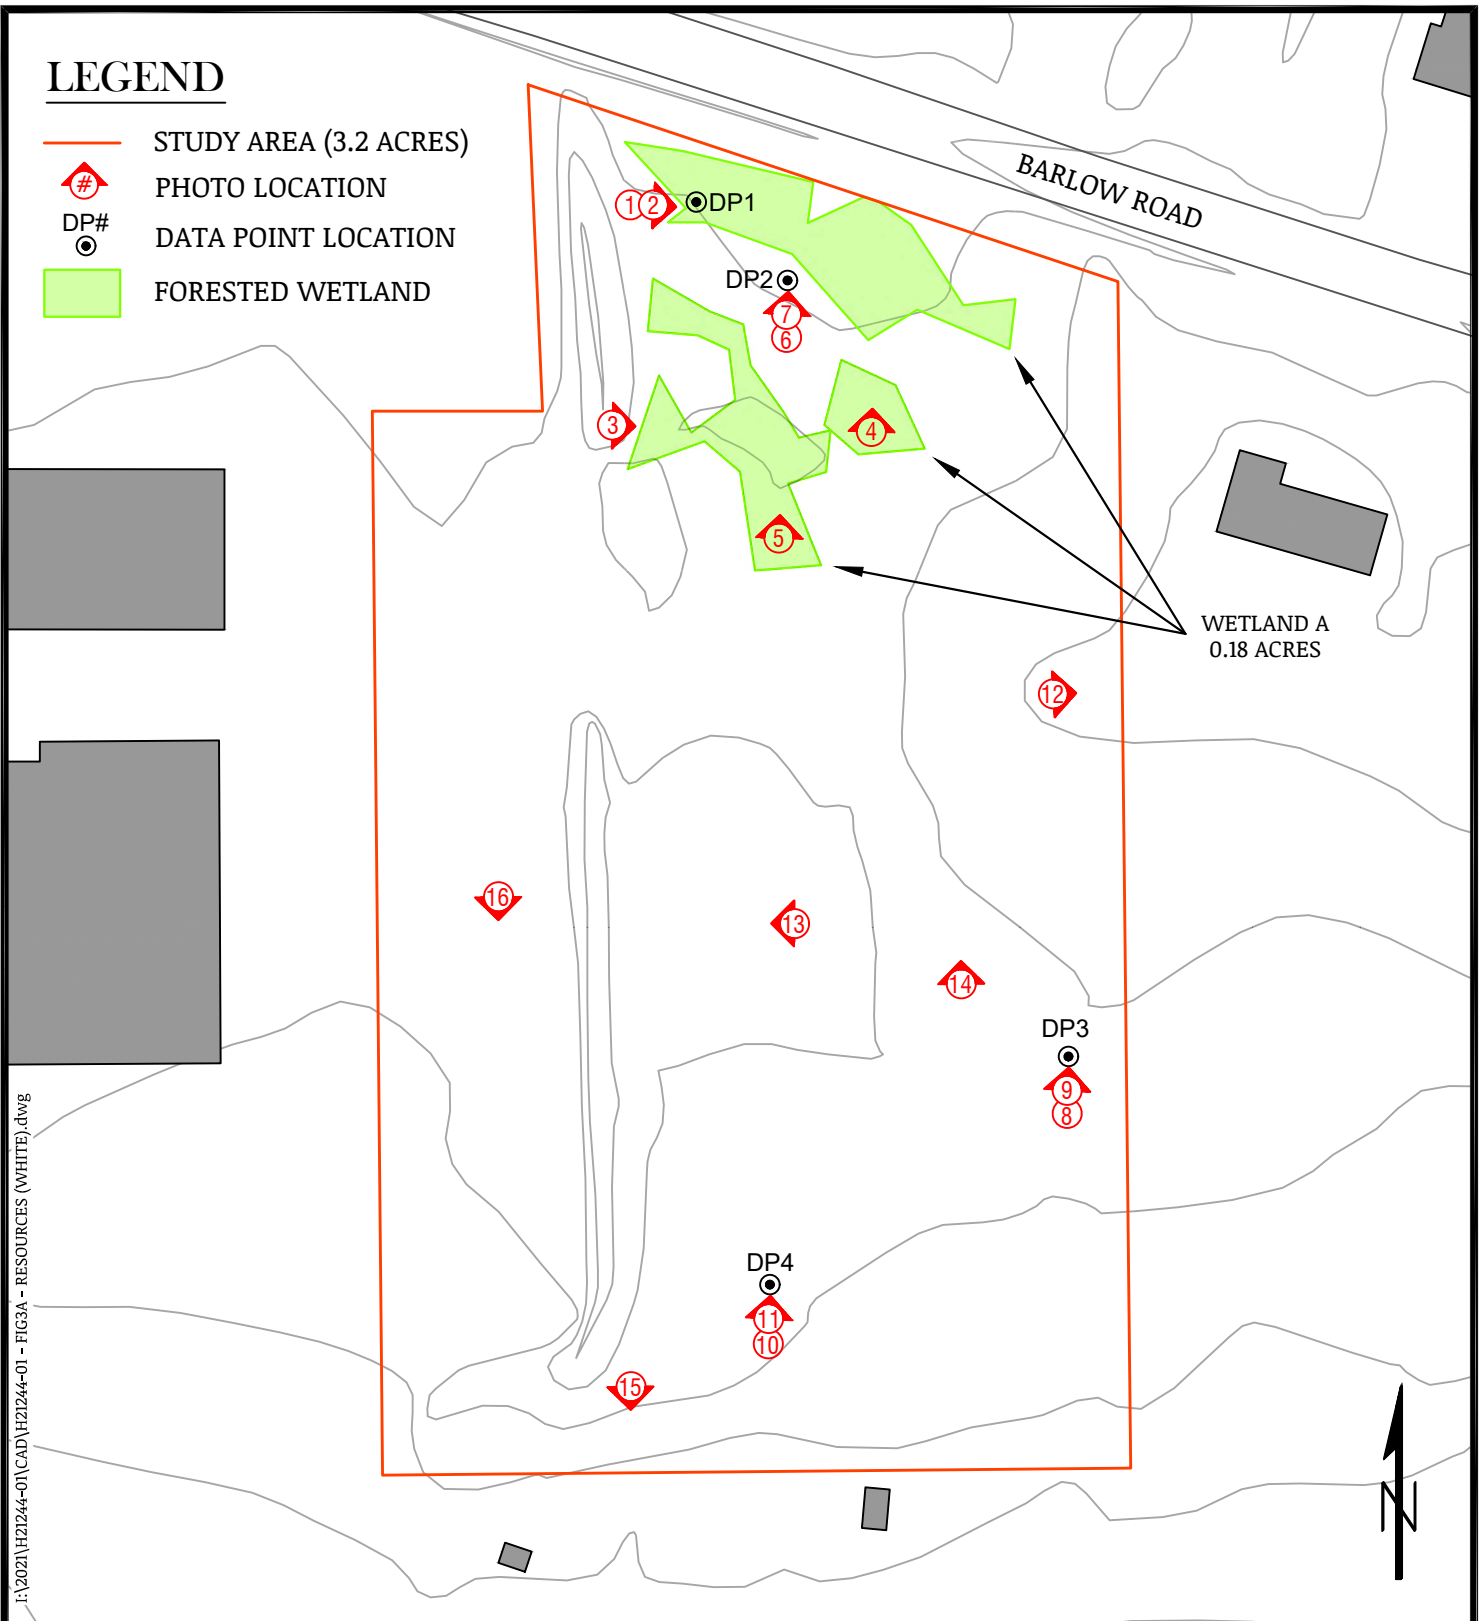 LEGEND
STUDY AREA (3.2 ACRES)
# PHOTO LOCATION
DP#
DATA POINT LOCATION
FORESTED WETLAND
BARLOW ROAD
1 2 DP1
DP2
7
6
3
4
5
WETLAND A
0.18 ACRES
12
16
13
14
DP3
9
8
DP4
11
10
15
N
I:\2021\H21244-01\CAD\H21244-01 - FIG3A - RESOURCES (WHITE).dwg